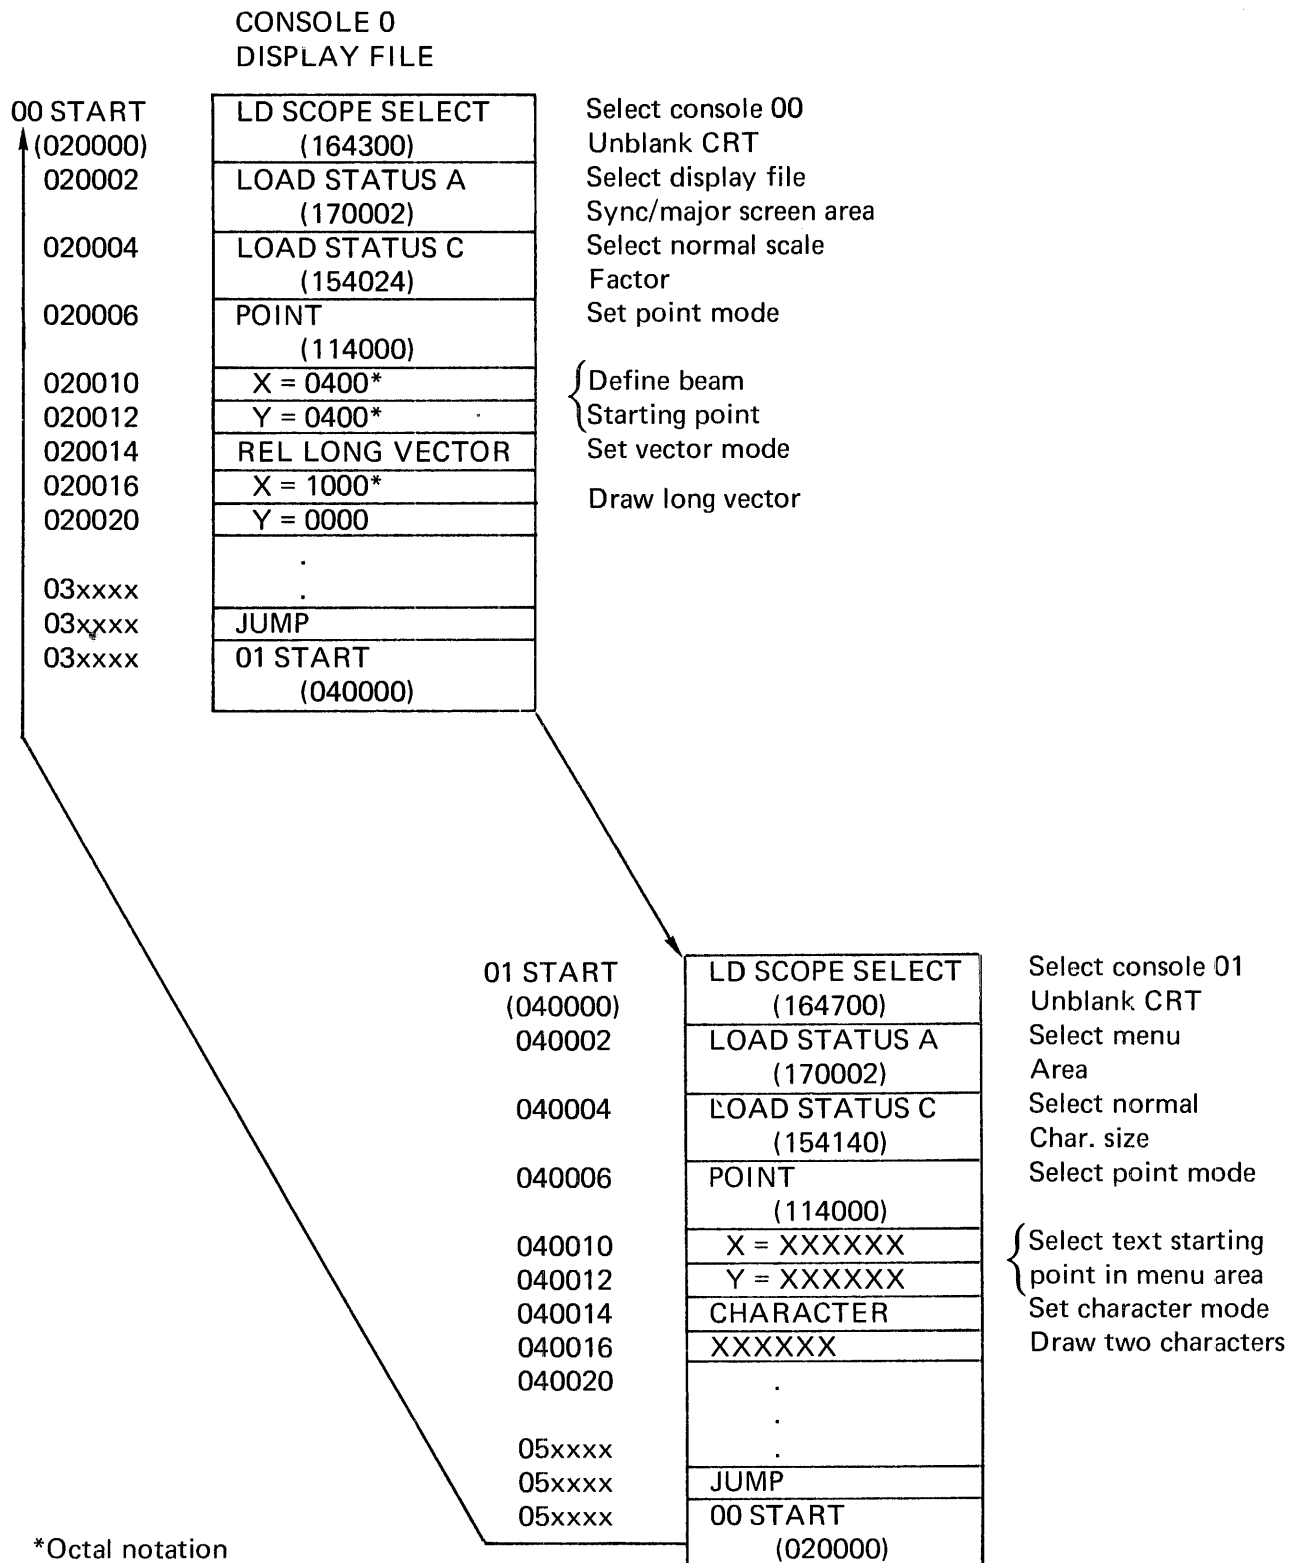 CONSOLE 0
DISPLAY FILE
00 START LD SCOPE SELECT Select console 00
(020000) (164300) Unblank CRT
020002 LOAD STATUS A Select display file
(170002) Sync/major screen area
020004 LOAD STATUS C Select normal scale
(154024) Factor
020006 POINT Set point mode
(114000)
020010 X = 0400* Define beam
020012 Y = 0400* Starting point
020014 REL LONG VECTOR Set vector mode
020016 X = 1000* Draw long vector
020020 Y = 0000
.
03xxxx .
03xxxx JUMP
03xxxx 01 START
(040000)
01 START LD SCOPE SELECT Select console 01
(040000) (164700) Unblank CRT
040002 LOAD STATUS A Select menu
(170002) Area
040004 LOAD STATUS C Select normal
(154140) Char. size
040006 POINT Select point mode
(114000)
040010 X = XXXXXX Select text starting
040012 Y = XXXXXX point in menu area
040014 CHARACTER Set character mode
040016 XXXXXX Draw two characters
040020 .
.
05xxxx .
05xxxx JUMP
05xxxx 00 START
*Octal notation (020000)